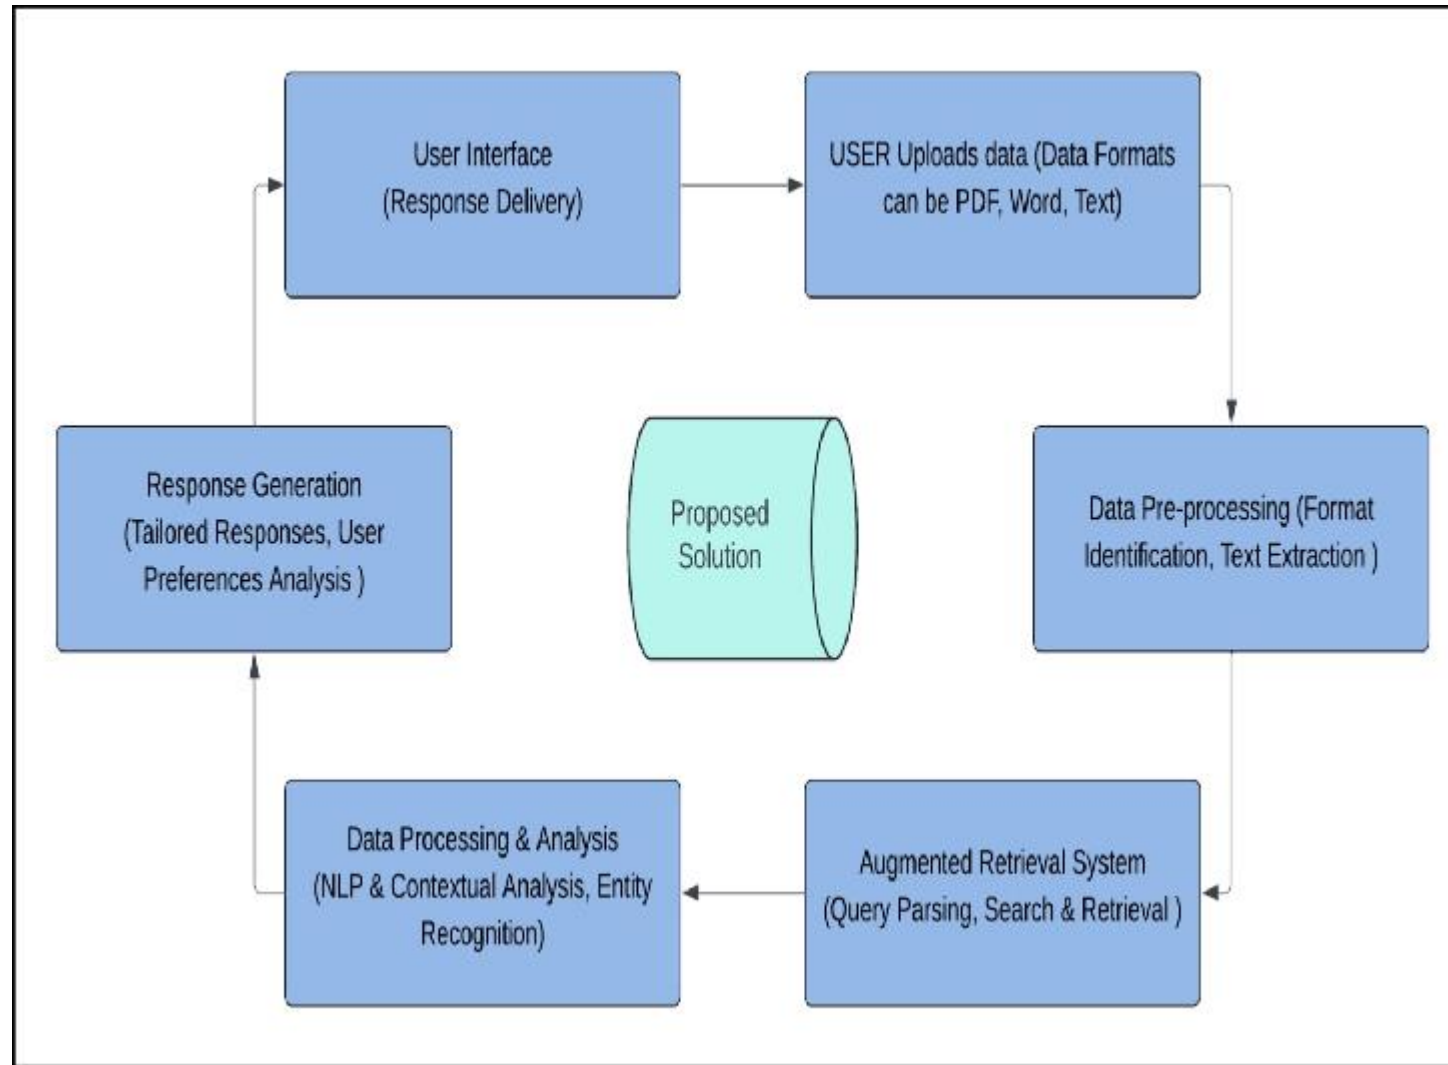 User Interface
(Response Delivery)
USER Uploads data (Data Formats
can be PDF, Word, Text)
Response Generation
(Tailored Responses, User
Preferences Analysis )
Proposed
Solution
Data Pre-processing (Format
Identification, Text Extraction )
Data Processing & Analysis
(NLP & Contextual Analysis, Entity
Recognition)
Augmented Retrieval System
(Query Parsing, Search & Retrieval )